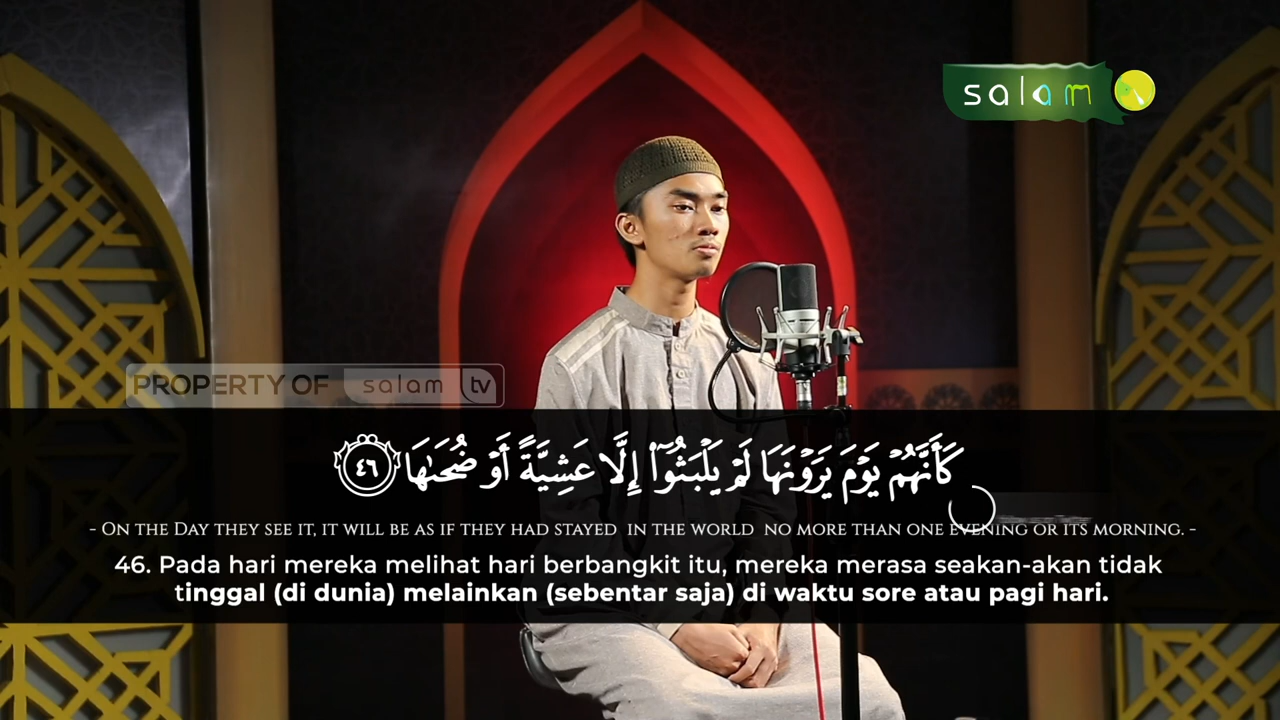 salam
PROPERTY OF salam tv
كَأَنَّهُمْ يَوْمَ يَرَوْنَهَا لَمْ يَلْبَثُوٓا۟ إِلَّا عَشِيَّةً أَوْ ضُحَىٰهَا ٤٦
- On the Day they see it, it will be as if they had stayed in the world no more than one evening or its morning. -
46. Pada hari mereka melihat hari berbangkit itu, mereka merasa seakan-akan tidak
tinggal (di dunia) melainkan (sebentar saja) di waktu sore atau pagi hari.